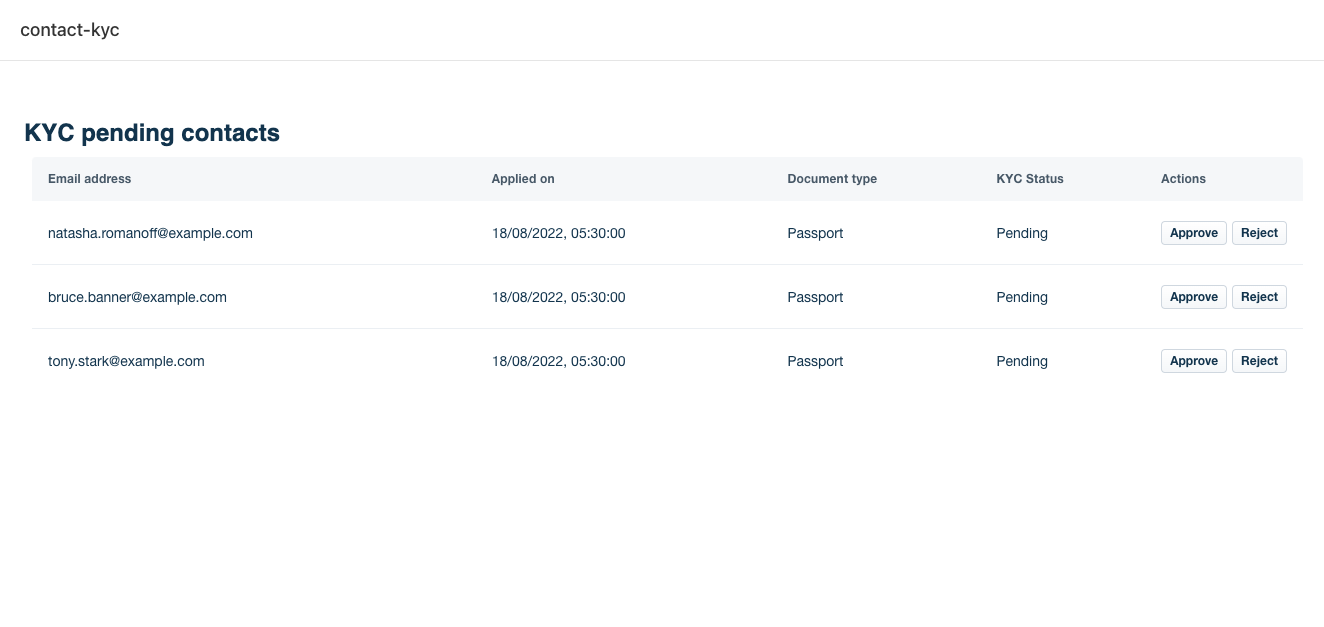 contact-kyc
KYC pending contacts
Email address Applied on Document type KYC Status Actions
natasha.romanoff@example.com 18/08/2022, 05:30:00 Passport Pending Approve Reject
bruce.banner@example.com 18/08/2022, 05:30:00 Passport Pending Approve Reject
tony.stark@example.com 18/08/2022, 05:30:00 Passport Pending Approve Reject